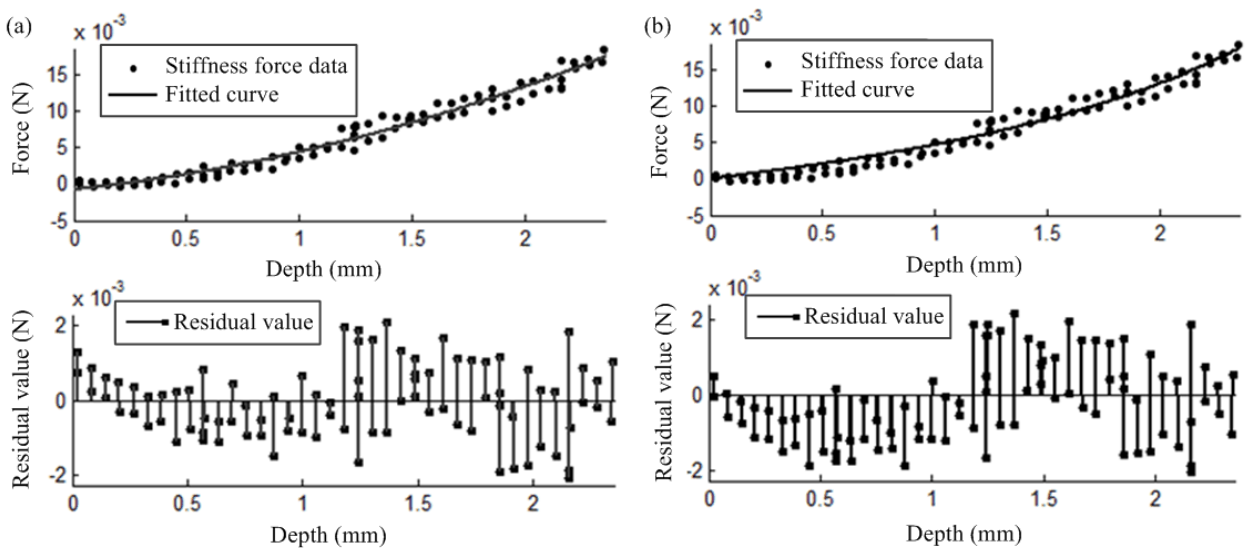 (a)
x 10⁻³
Stiffness force data
Fitted curve
Force (N)
15
10
5
0
-5
0 0.5 1 1.5 2
Depth (mm)
x 10⁻³
Residual value
Residual value (N)
2
0
-2
0 0.5 1 1.5 2
Depth (mm)
(b)
x 10⁻³
Stiffness force data
Fitted curve
Force (N)
15
10
5
0
-5
0 0.5 1 1.5 2
Depth (mm)
x 10⁻³
Residual value
Residual value (N)
2
0
-2
0 0.5 1 1.5 2
Depth (mm)